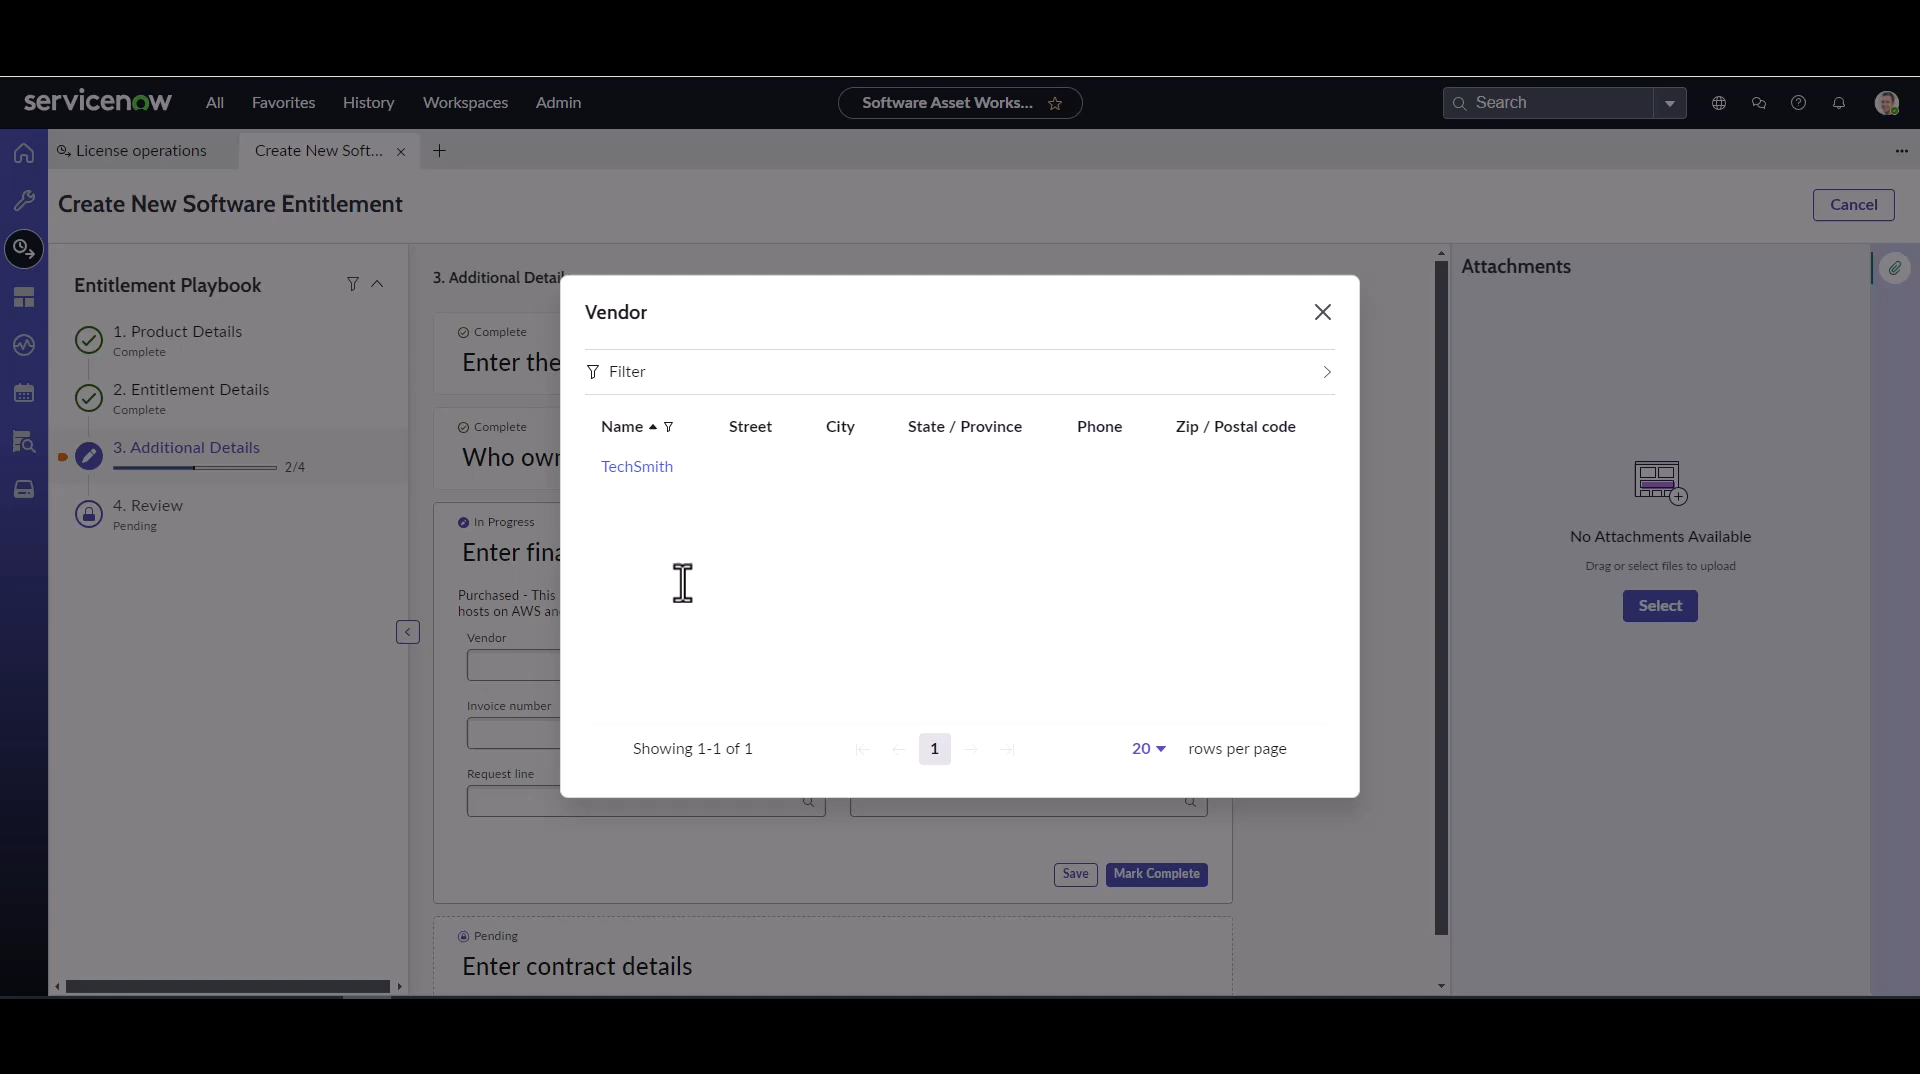 servicenow
All
Favorites
History
Workspaces
Admin
Software Asset Works...
Search
License operations
Create New Soft...
Create New Software Entitlement
Cancel
Entitlement Playbook
1. Product Details
Complete
2. Entitlement Details
Complete
3. Additional Details
2/4
4. Review
Pending
3. Additional Detail
Complete
Enter the
Complete
Who own
In Progress
Enter fina
Purchased - This
hosts on AWS an
Vendor
Invoice number
Request line
Save
Mark Complete
Pending
Enter contract details
Vendor
Filter
Name
Street
City
State / Province
Phone
Zip / Postal code
TechSmith
Showing 1-1 of 1
1
20
rows per page
Attachments
No Attachments Available
Drag or select files to upload
Select